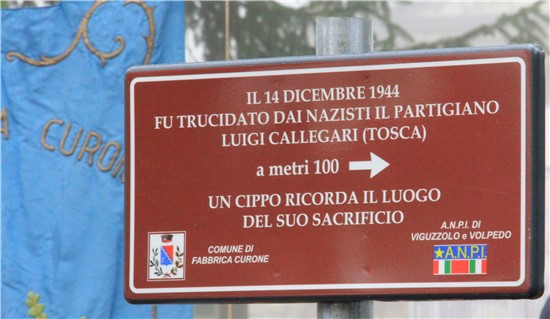 A CURON
IL 14 DICEMBRE 1944
FU TRUCIDATO DAI NAZISTI IL PARTIGIANO
LUIGI CALLEGARI (TOSCA)
a metri 100
UN CIPPO RICORDA IL LUOGO
DEL SUO SACRIFICIO
COMUNE DI
FABBRICA CURONE
A.N.P.I. DI
VIGUZZOLO e VOLPEDO
A.N.P.I.